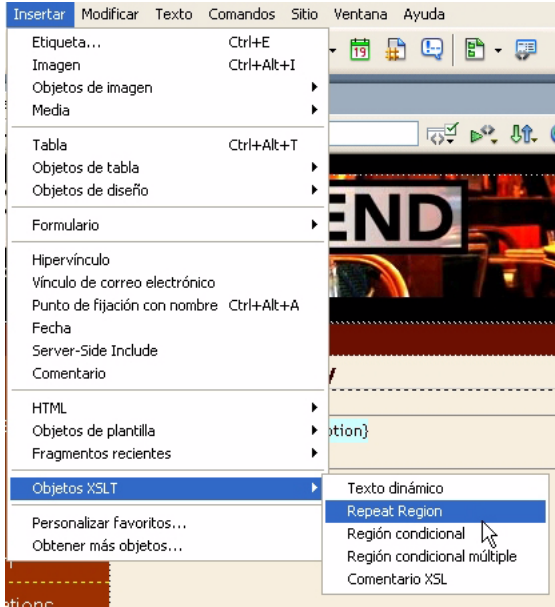 Insertar Modificar Texto Comandos Sitio Ventana Ayuda
Etiqueta... Ctrl+E
Imagen Ctrl+Alt+I
Objetos de imagen
Media
Tabla Ctrl+Alt+T
Objetos de tabla
Objetos de diseño
Formulario
Hipervínculo
Vínculo de correo electrónico
Punto de fijación con nombre Ctrl+Alt+A
Fecha
Server-Side Include
Comentario
HTML
Objetos de plantilla
Fragmentos recientes
Objetos XSLT
Personalizar favoritos...
Obtener más objetos...
Texto dinámico
Repeat Region
Región condicional
Región condicional múltiple
Comentario XSL
19
END
ption}
ations